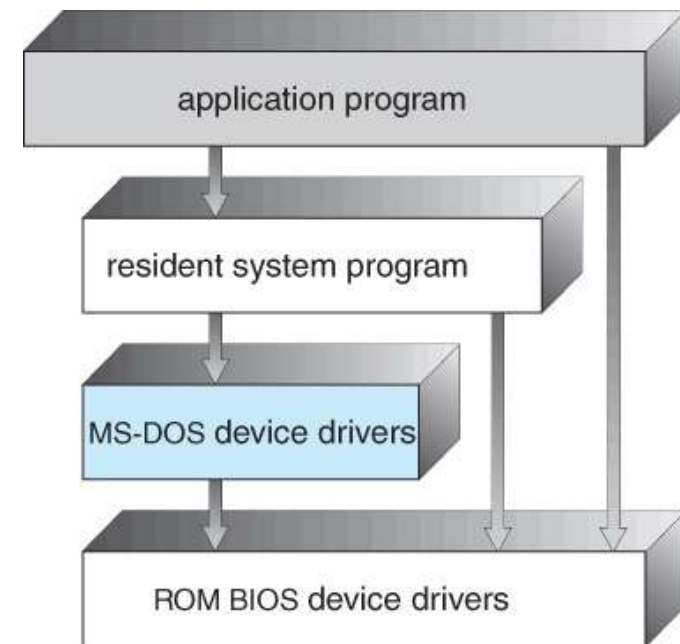 application program
resident system program
MS-DOS device drivers
ROM BIOS device drivers